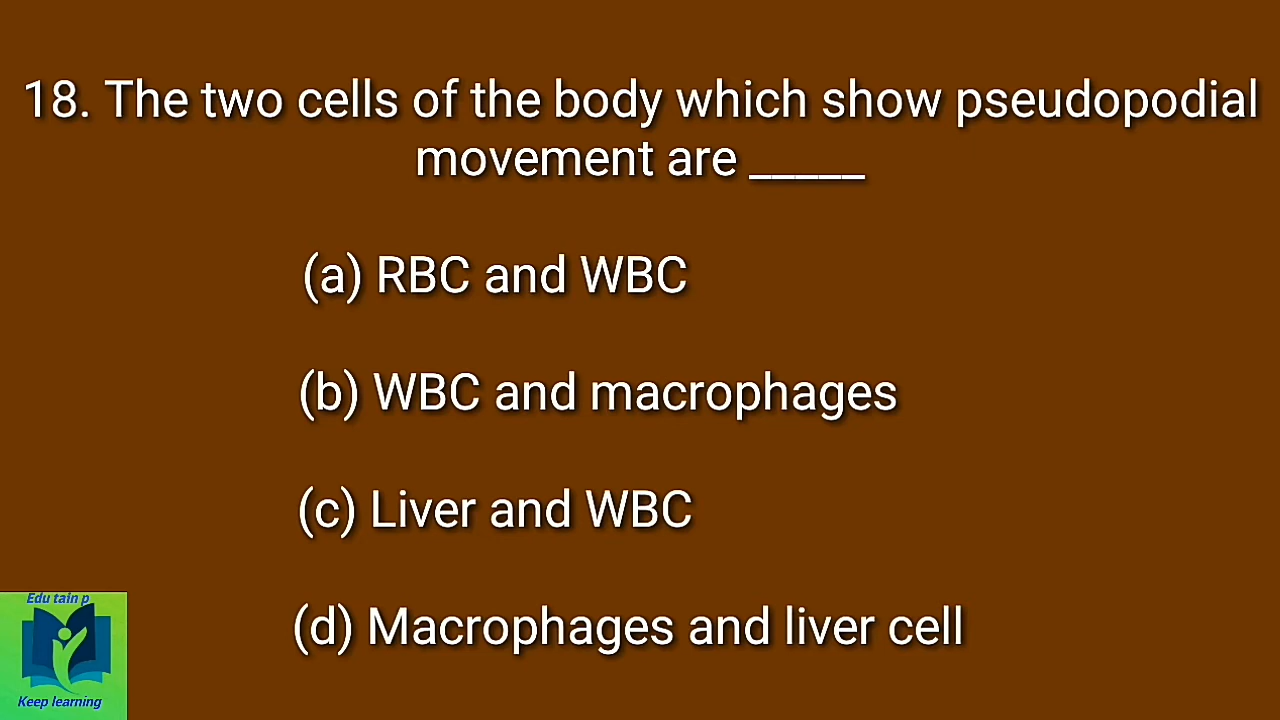 18. The two cells of the body which show pseudopodial
movement are _____
(a) RBC and WBC
(b) WBC and macrophages
(c) Liver and WBC
(d) Macrophages and liver cell
Edu tain p
Keep learning